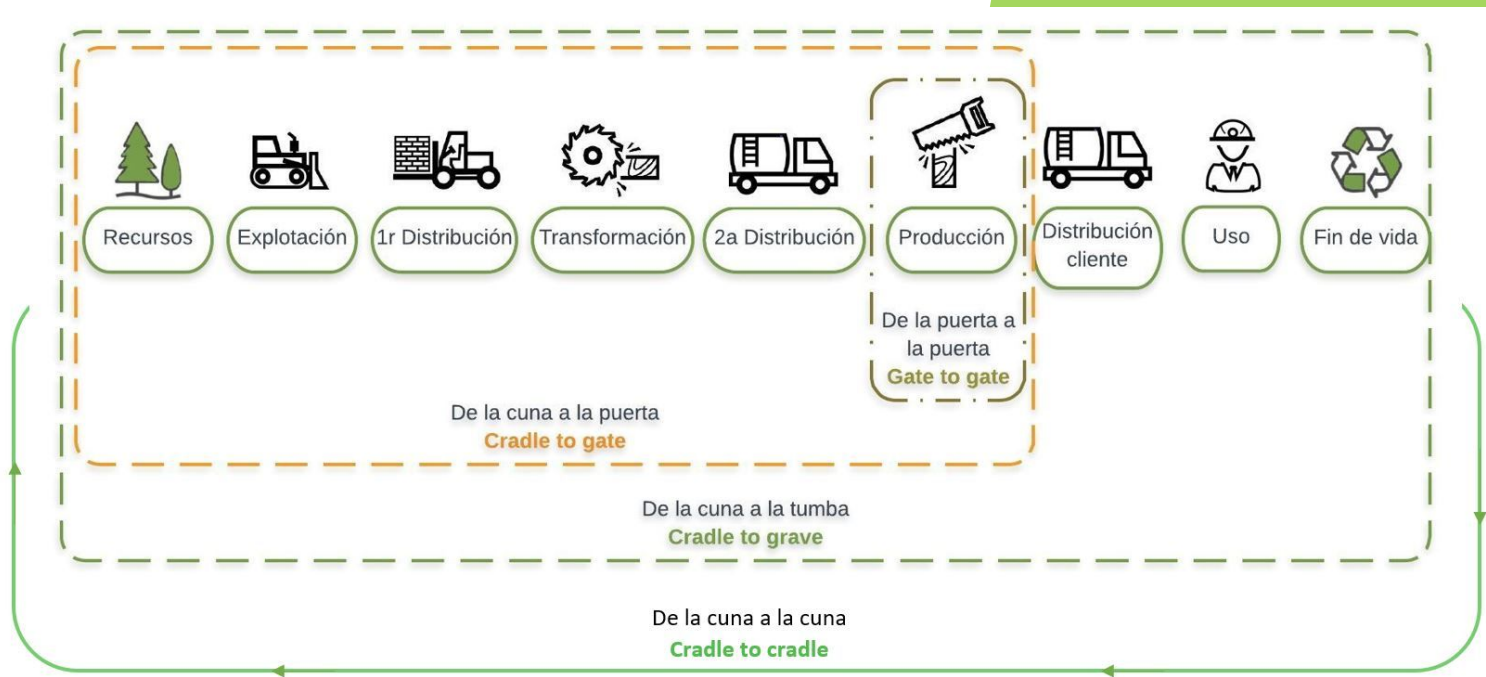 Recursos
Explotación
1r Distribución
Transformación
2a Distribución
Producción
Distribución
cliente
Uso
Fin de vida
De la puerta a
la puerta
Gate to gate
De la cuna a la puerta
Cradle to gate
De la cuna a la tumba
Cradle to grave
De la cuna a la cuna
Cradle to cradle